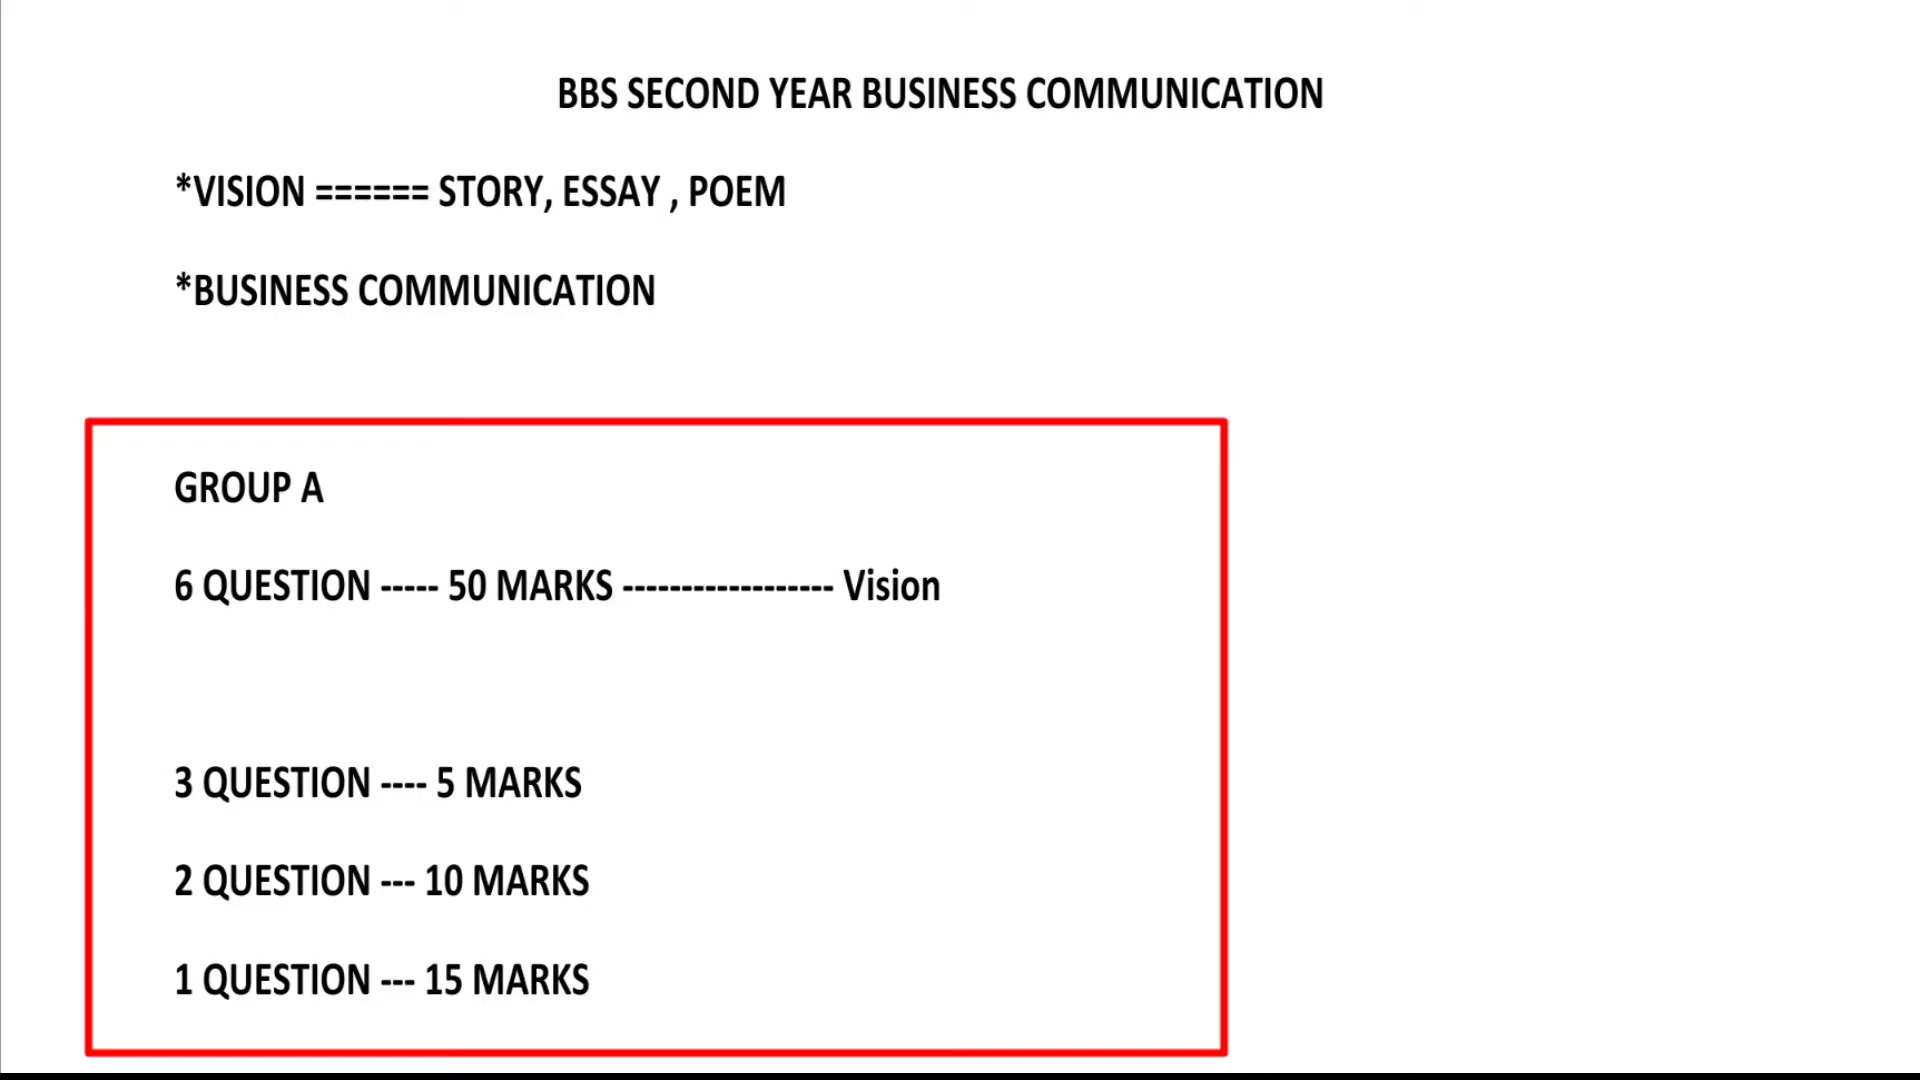 BBS SECOND YEAR BUSINESS COMMUNICATION
*VISION ====== STORY, ESSAY , POEM
*BUSINESS COMMUNICATION
GROUP A
6 QUESTION ----- 50 MARKS ------------------ Vision
3 QUESTION ---- 5 MARKS
2 QUESTION --- 10 MARKS
1 QUESTION --- 15 MARKS